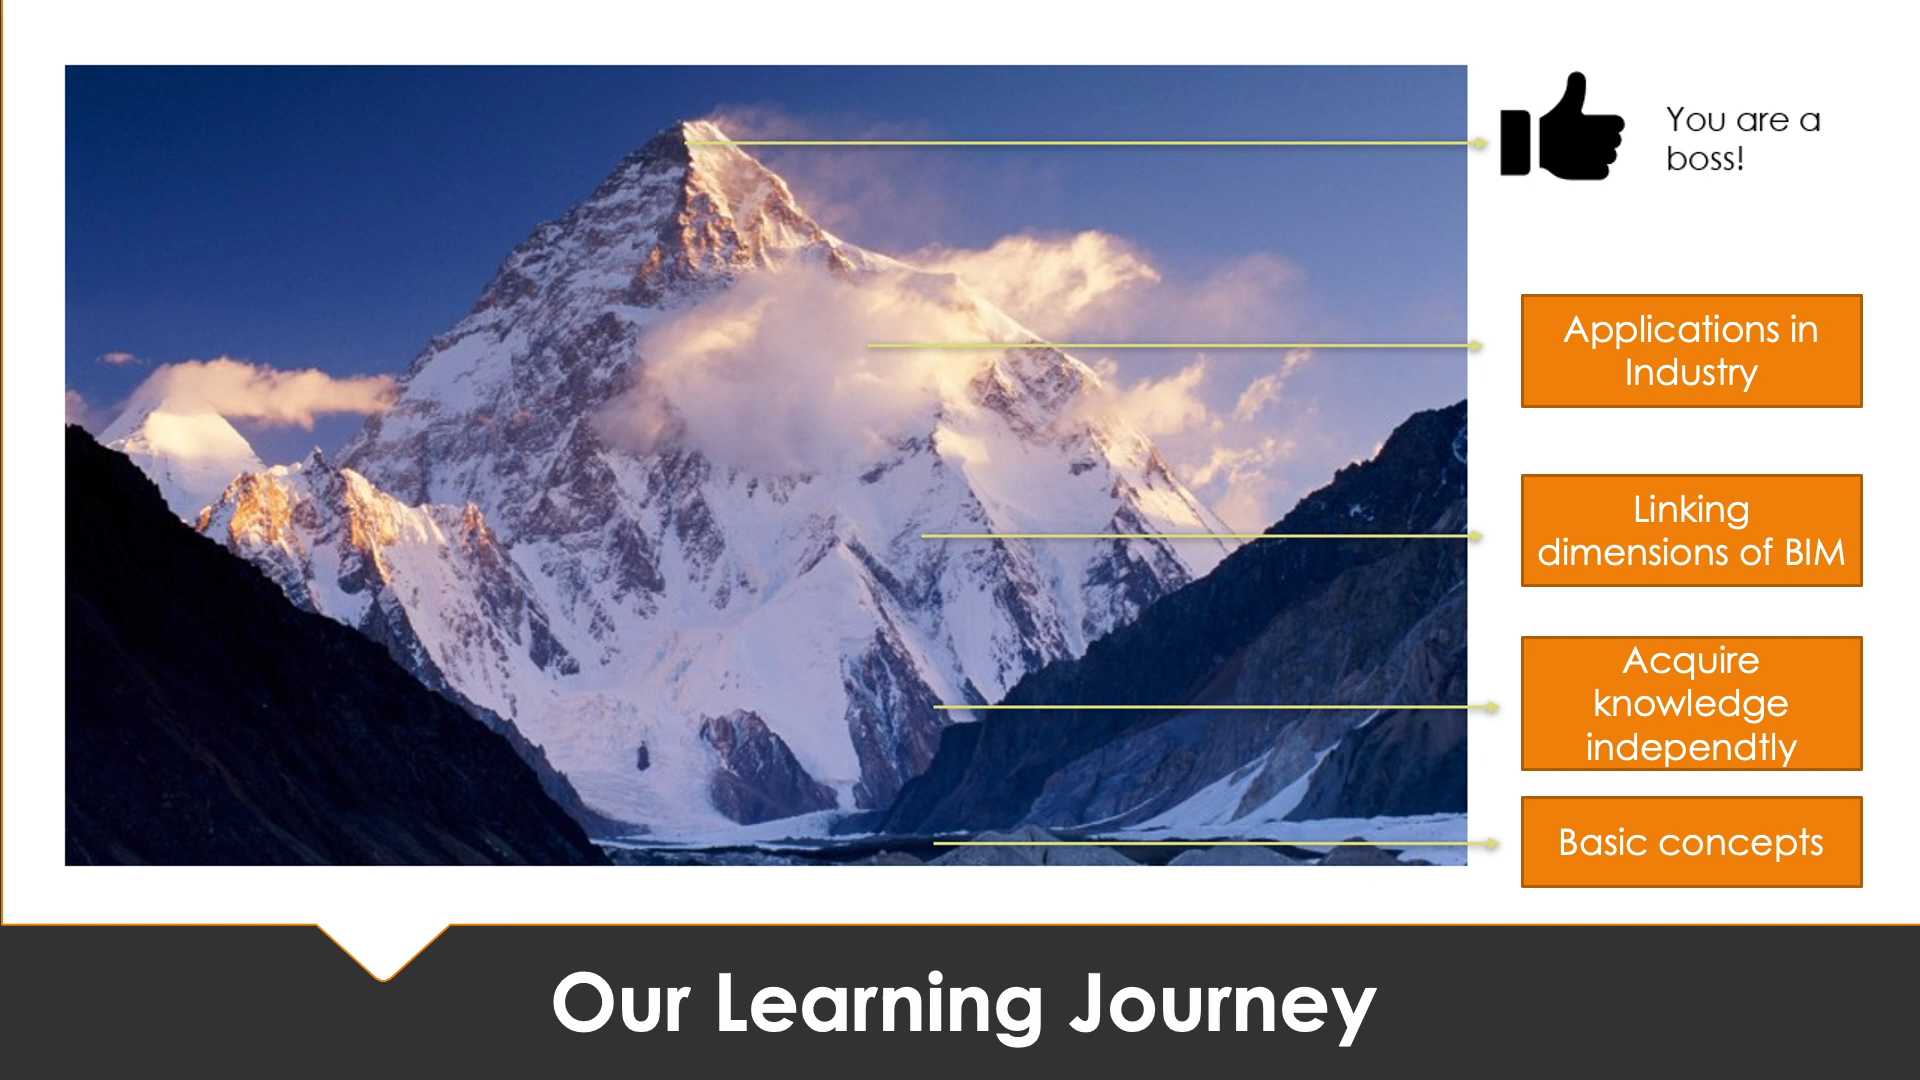 You are a
boss!
Applications in
Industry
Linking
dimensions of BIM
Acquire
knowledge
independtly
Basic concepts
Our Learning Journey